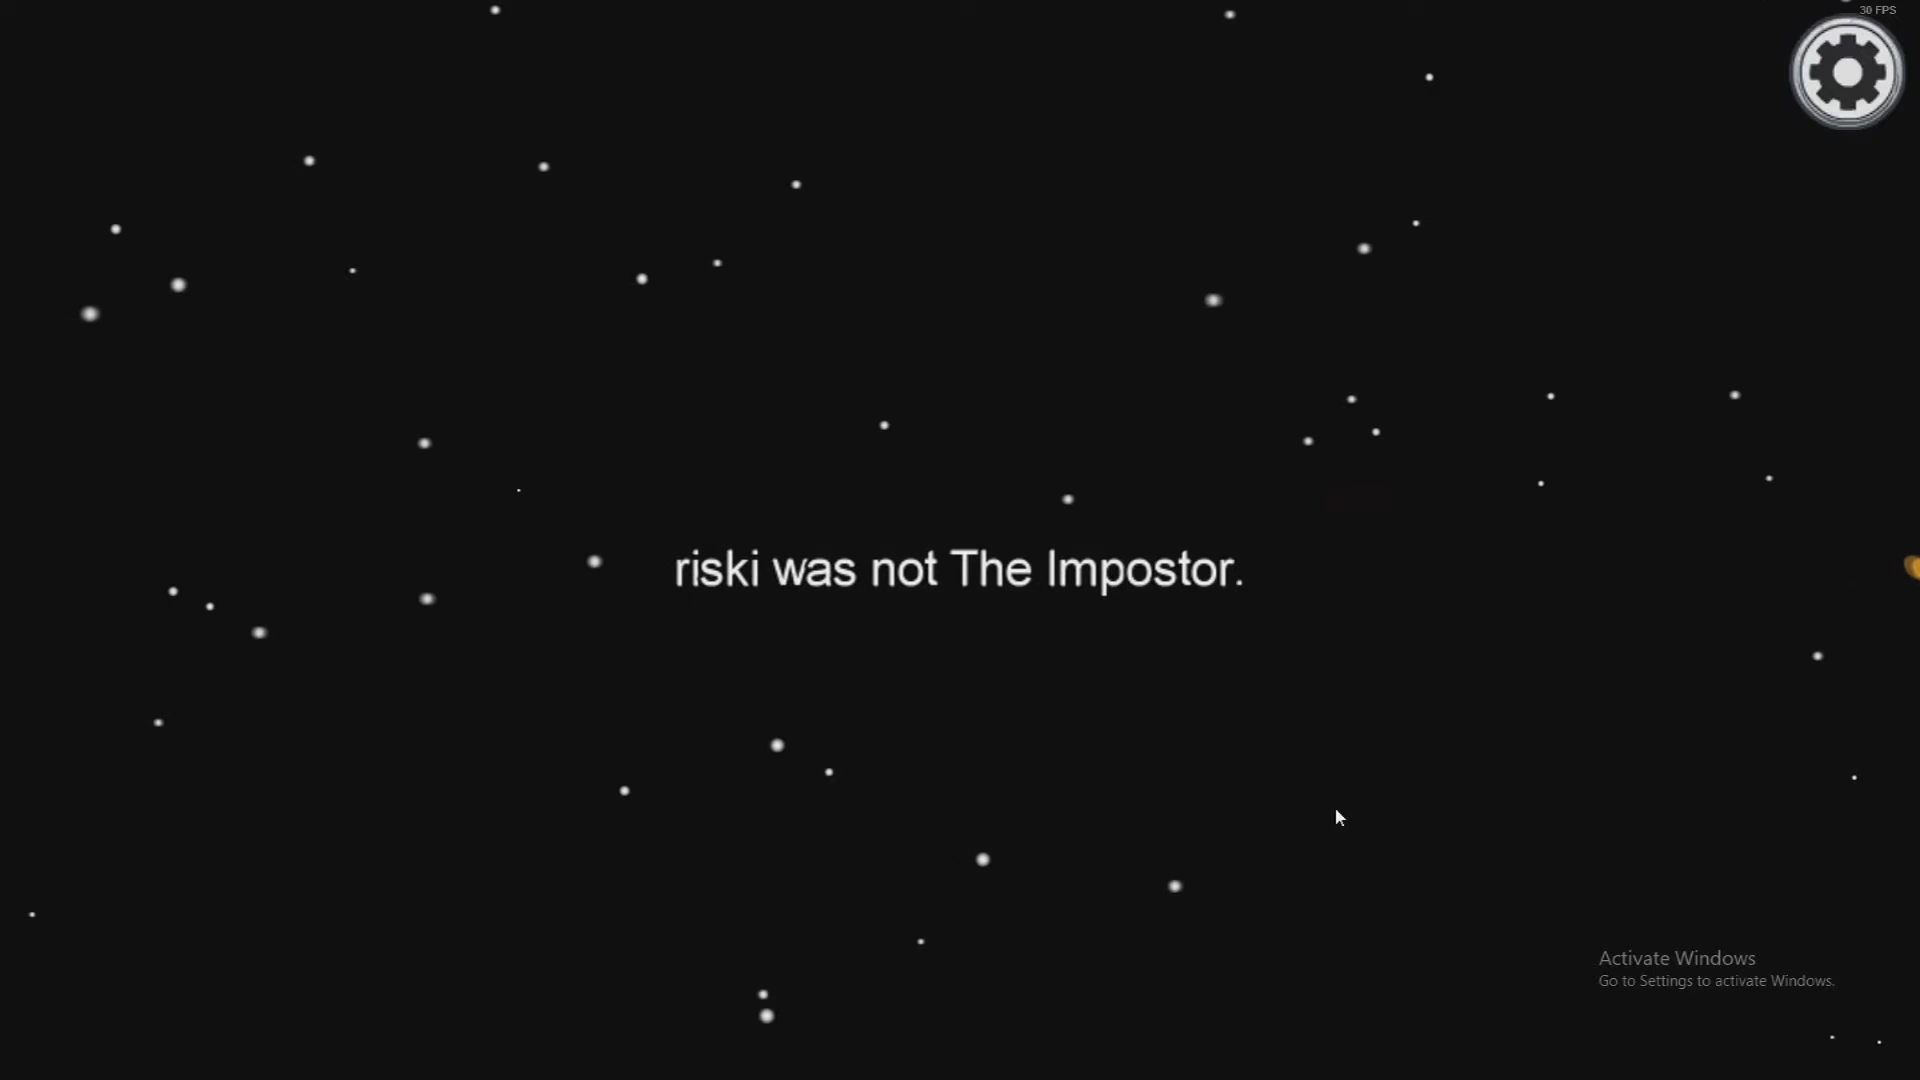 30 FPS
riski was not The Impostor.
Activate Windows
Go to Settings to activate Windows.